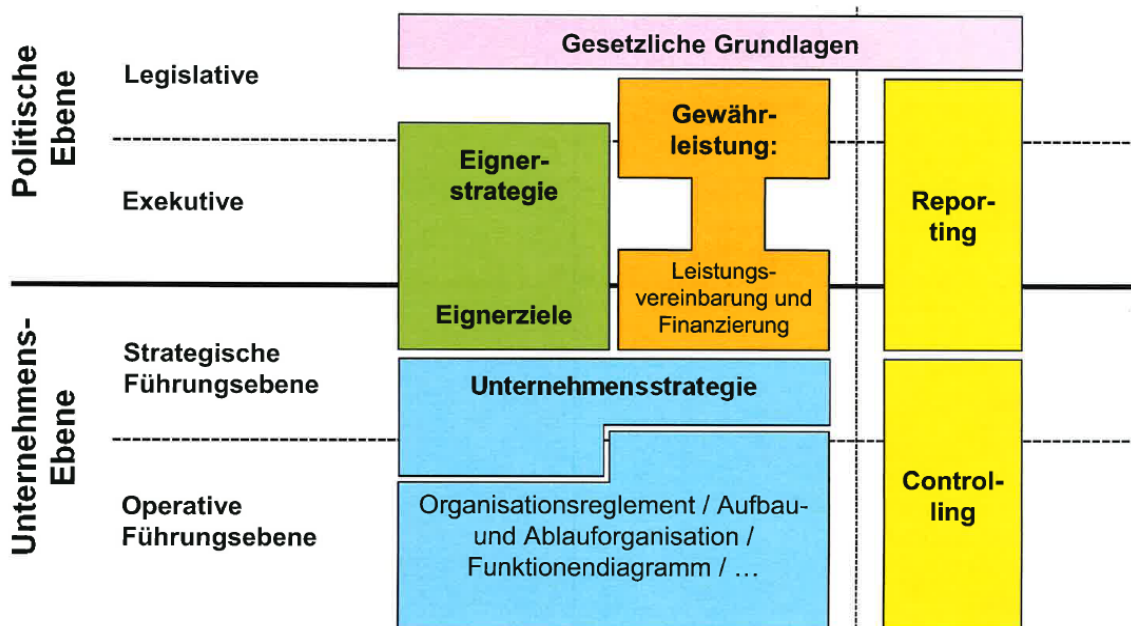 Politische
Ebene
Legislative
Exekutive
Unternehmens-
Ebene
Strategische
Führungsebene
Operative
Führungsebene
Gesetzliche Grundlagen
Eigner-
strategie
Eignerziele
Gewähr-
leistung:
Leistungs-
vereinbarung und
Finanzierung
Unternehmensstrategie
Organisationsreglement / Aufbau-
und Ablauforganisation /
Funktionendiagramm / ...
Repor-
ting
Control-
ling